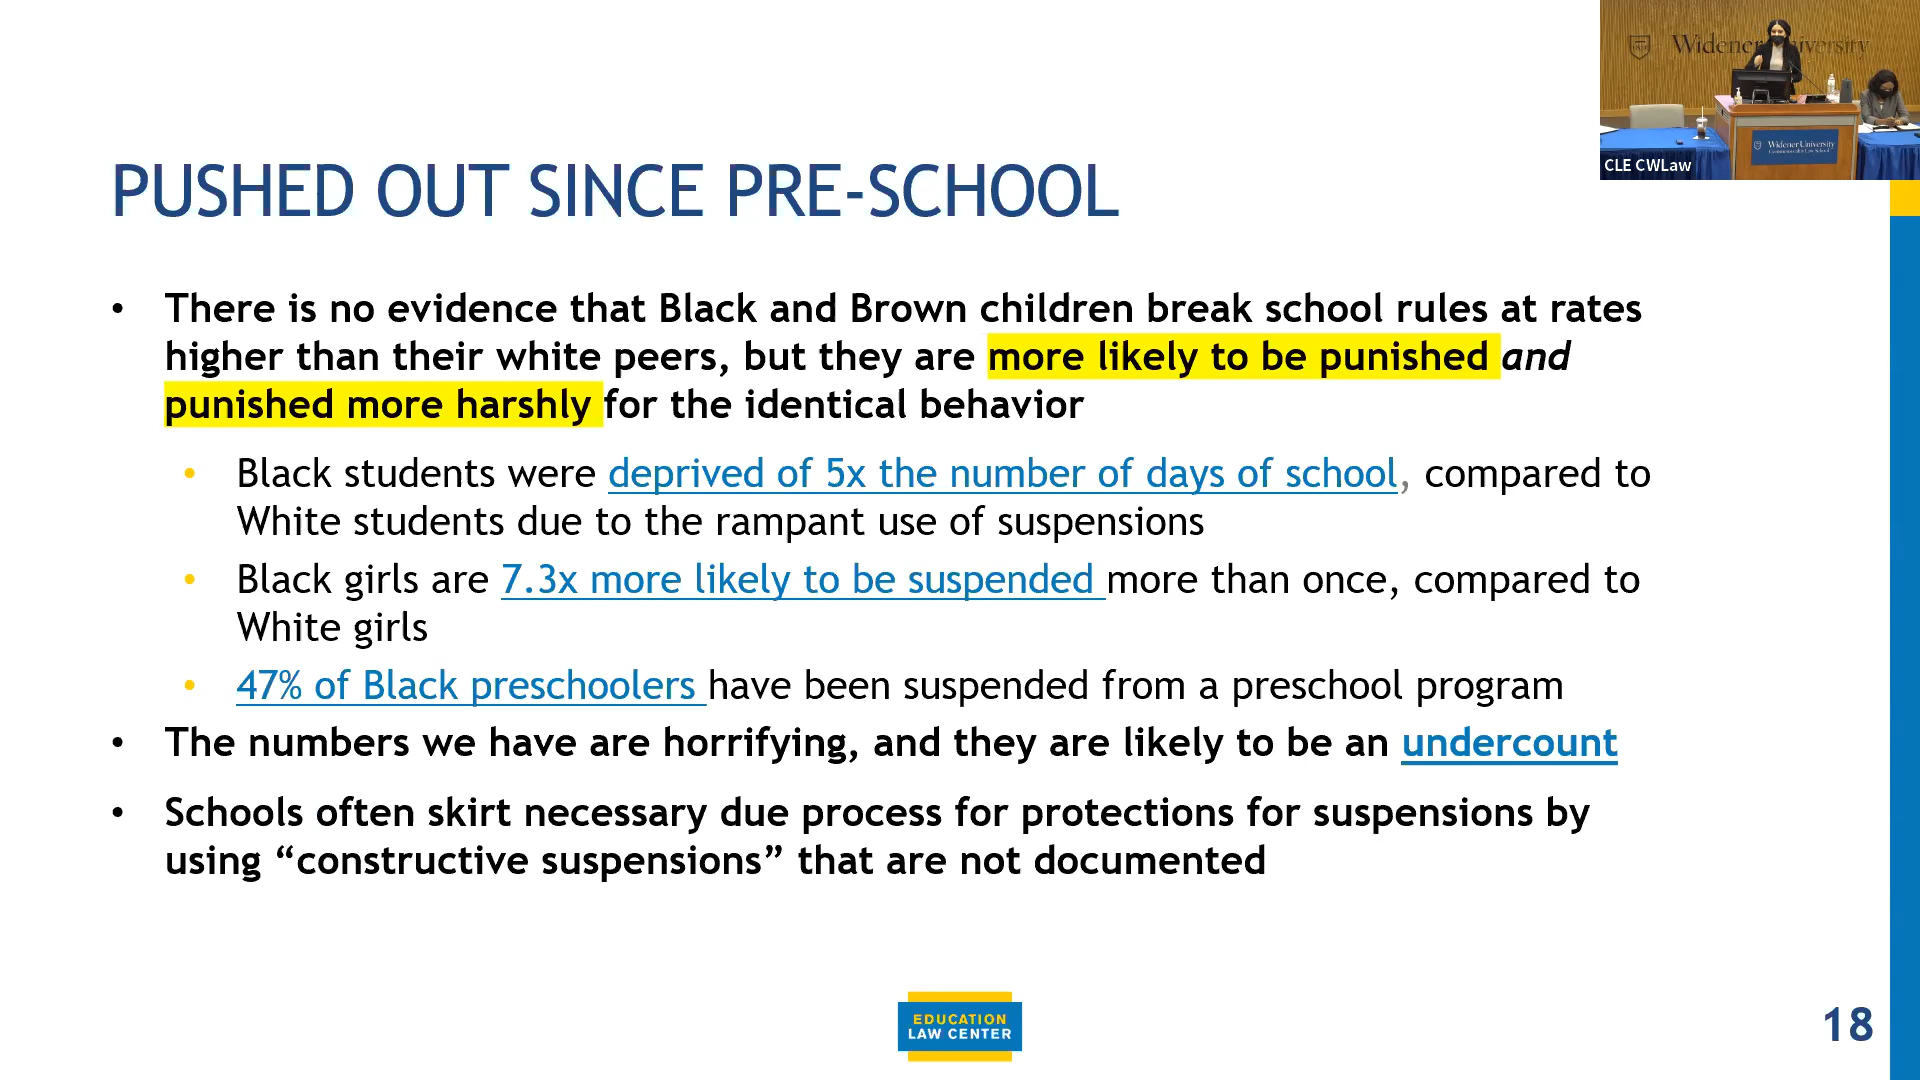 Widener University
CLE CWLaw
Widener University
PUSHED OUT SINCE PRE-SCHOOL
• There is no evidence that Black and Brown children break school rules at rates
higher than their white peers, but they are more likely to be punished and
punished more harshly for the identical behavior
• Black students were deprived of 5x the number of days of school, compared to
White students due to the rampant use of suspensions
• Black girls are 7.3x more likely to be suspended more than once, compared to
White girls
• 47% of Black preschoolers have been suspended from a preschool program
• The numbers we have are horrifying, and they are likely to be an undercount
• Schools often skirt necessary due process for protections for suspensions by
using “constructive suspensions” that are not documented
EDUCATION
LAW CENTER
18